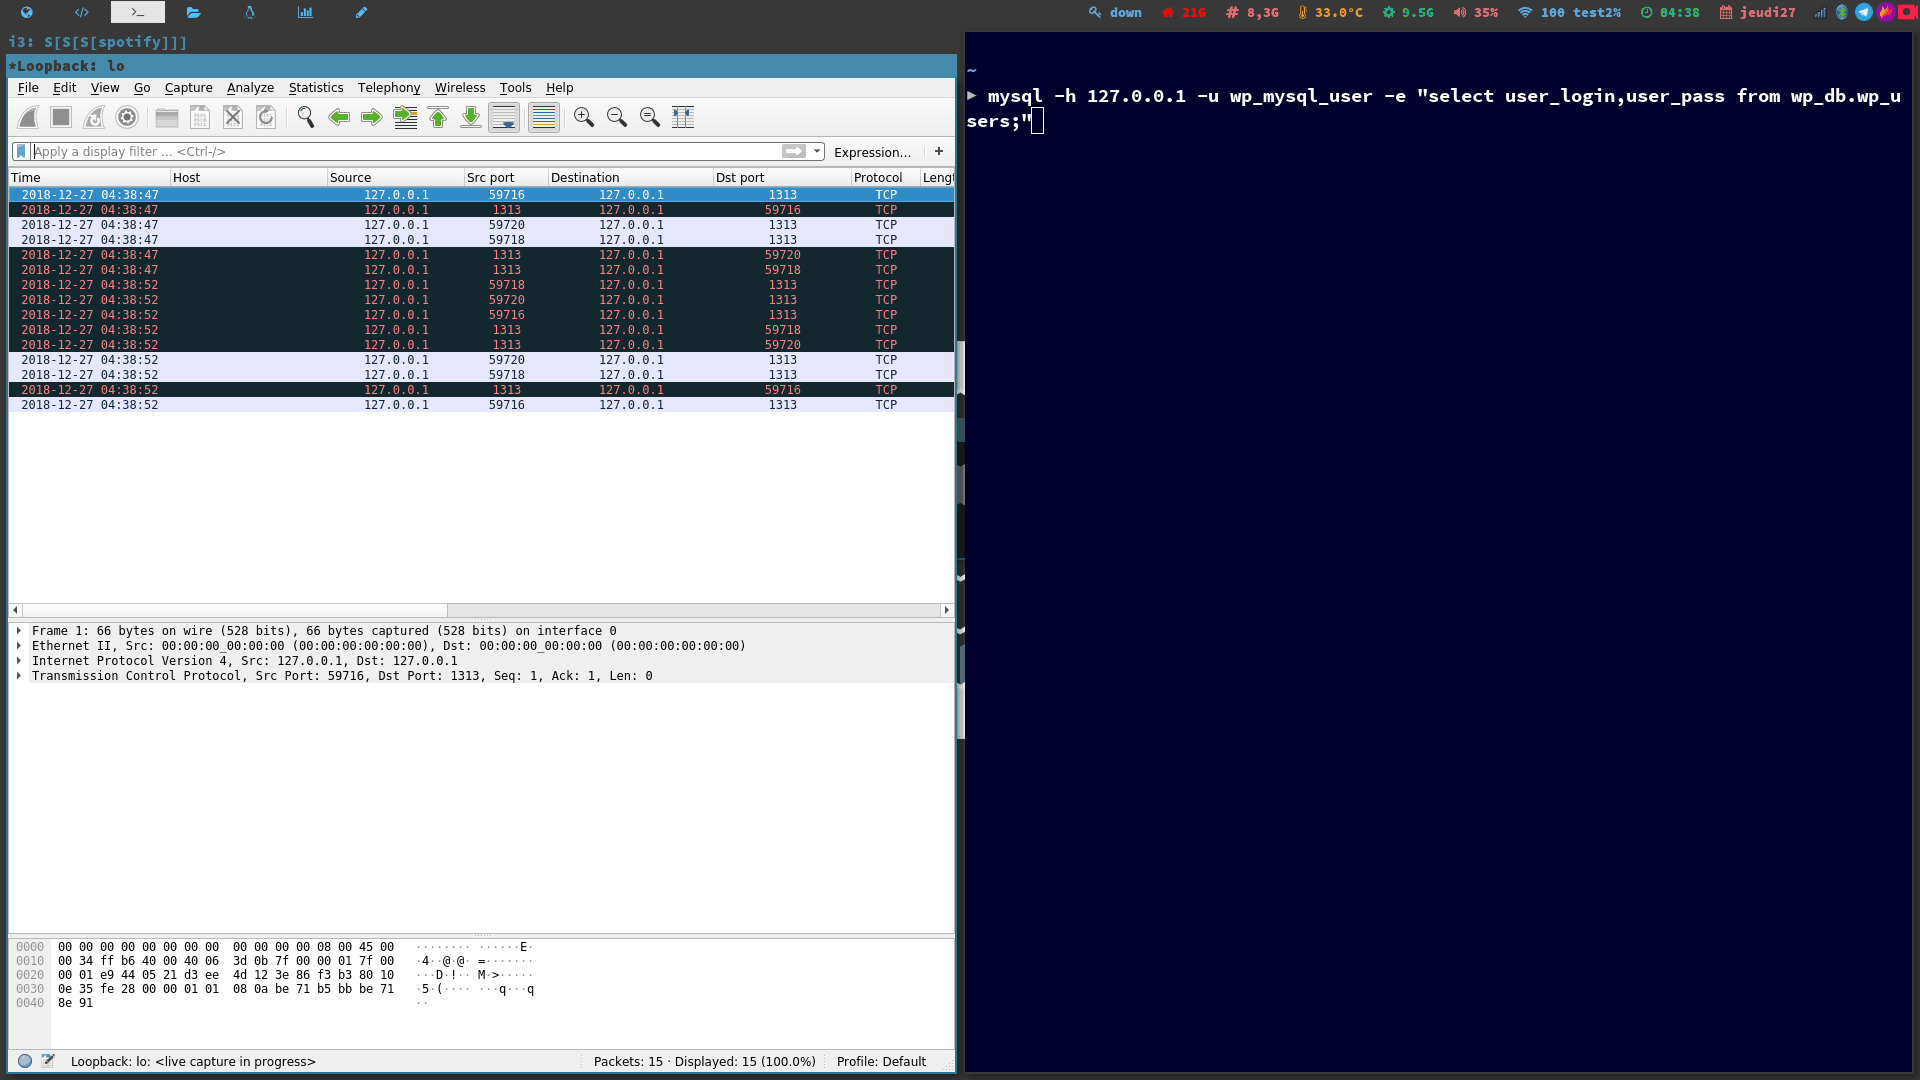 down 21G 8,3G 33.0°C 9.5G 35% 100 test2% 04:38 jeudi27
i3: S[S[S[spotify]]]
*Loopback: lo
File Edit View Go Capture Analyze Statistics Telephony Wireless Tools Help
Apply a display filter ... <Ctrl-/> Expression... +
Time Host Source Src port Destination Dst port Protocol Lengt
2018-12-27 04:38:47 127.0.0.1 59716 127.0.0.1 1313 TCP
2018-12-27 04:38:47 127.0.0.1 1313 127.0.0.1 59716 TCP
2018-12-27 04:38:47 127.0.0.1 59720 127.0.0.1 1313 TCP
2018-12-27 04:38:47 127.0.0.1 59718 127.0.0.1 1313 TCP
2018-12-27 04:38:47 127.0.0.1 1313 127.0.0.1 59720 TCP
2018-12-27 04:38:47 127.0.0.1 1313 127.0.0.1 59718 TCP
2018-12-27 04:38:52 127.0.0.1 59718 127.0.0.1 1313 TCP
2018-12-27 04:38:52 127.0.0.1 59720 127.0.0.1 1313 TCP
2018-12-27 04:38:52 127.0.0.1 59716 127.0.0.1 1313 TCP
2018-12-27 04:38:52 127.0.0.1 1313 127.0.0.1 59718 TCP
2018-12-27 04:38:52 127.0.0.1 1313 127.0.0.1 59720 TCP
2018-12-27 04:38:52 127.0.0.1 59720 127.0.0.1 1313 TCP
2018-12-27 04:38:52 127.0.0.1 59718 127.0.0.1 1313 TCP
2018-12-27 04:38:52 127.0.0.1 1313 127.0.0.1 59716 TCP
2018-12-27 04:38:52 127.0.0.1 59716 127.0.0.1 1313 TCP
Frame 1: 66 bytes on wire (528 bits), 66 bytes captured (528 bits) on interface 0
Ethernet II, Src: 00:00:00_00:00:00 (00:00:00:00:00:00), Dst: 00:00:00_00:00:00 (00:00:00:00:00:00)
Internet Protocol Version 4, Src: 127.0.0.1, Dst: 127.0.0.1
Transmission Control Protocol, Src Port: 59716, Dst Port: 1313, Seq: 1, Ack: 1, Len: 0
0000 00 00 00 00 00 00 00 00 00 00 00 00 08 00 45 00 ········ ······E·
0010 00 34 ff b6 40 00 40 06 3d 0b 7f 00 00 01 7f 00 ·4··@·@· =·······
0020 00 01 e9 44 05 21 d3 ee 4d 12 3e 86 f3 b3 80 10 ···D·!·· M·>·····
0030 0e 35 fe 28 00 00 01 01 08 0a be 71 b5 bb be 71 ·5·(···· ···q···q
0040 8e 91 ··
Loopback: lo: <live capture in progress> Packets: 15 · Displayed: 15 (100.0%) Profile: Default
~
mysql -h 127.0.0.1 -u wp_mysql_user -e "select user_login,user_pass from wp_db.wp_u
sers;"